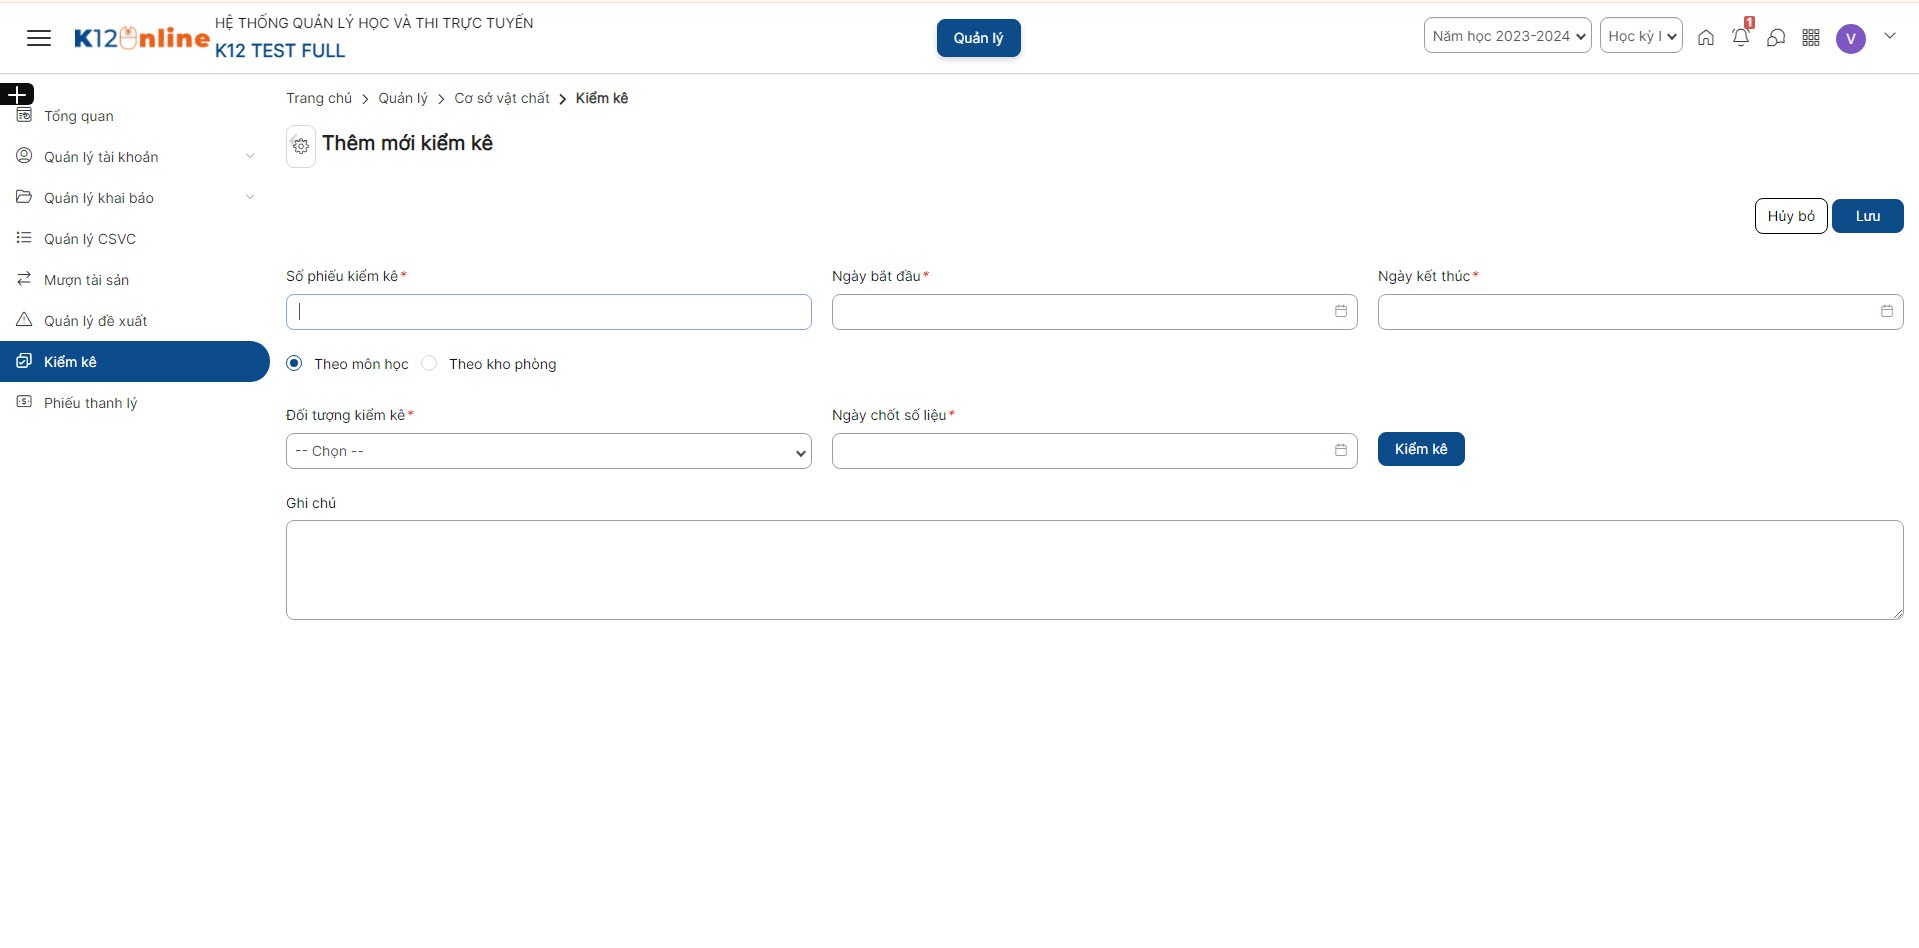 K12Online
HỆ THỐNG QUẢN LÝ HỌC VÀ THI TRỰC TUYẾN
K12 TEST FULL
Quản lý
Năm học 2023-2024
Học kỳ I
1
V
Tổng quan
Quản lý tài khoản
Quản lý khai báo
Quản lý CSVC
Mượn tài sản
Quản lý đề xuất
Kiểm kê
Phiếu thanh lý
Trang chủ > Quản lý > Cơ sở vật chất > Kiểm kê
Thêm mới kiểm kê
Hủy bỏ
Lưu
Số phiếu kiểm kê*
Ngày bắt đầu*
Ngày kết thúc*
Theo môn học
Theo kho phòng
Đối tượng kiểm kê*
Ngày chốt số liệu*
-- Chọn --
Kiểm kê
Ghi chú